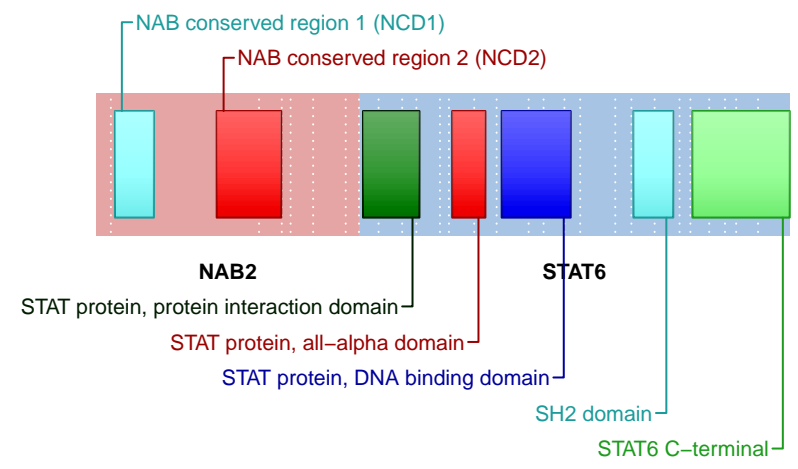 NAB conserved region 1 (NCD1)
NAB conserved region 2 (NCD2)
NAB2 STAT6
STAT protein, protein interaction domain
STAT protein, all−alpha domain
STAT protein, DNA binding domain
SH2 domain
STAT6 C−terminal